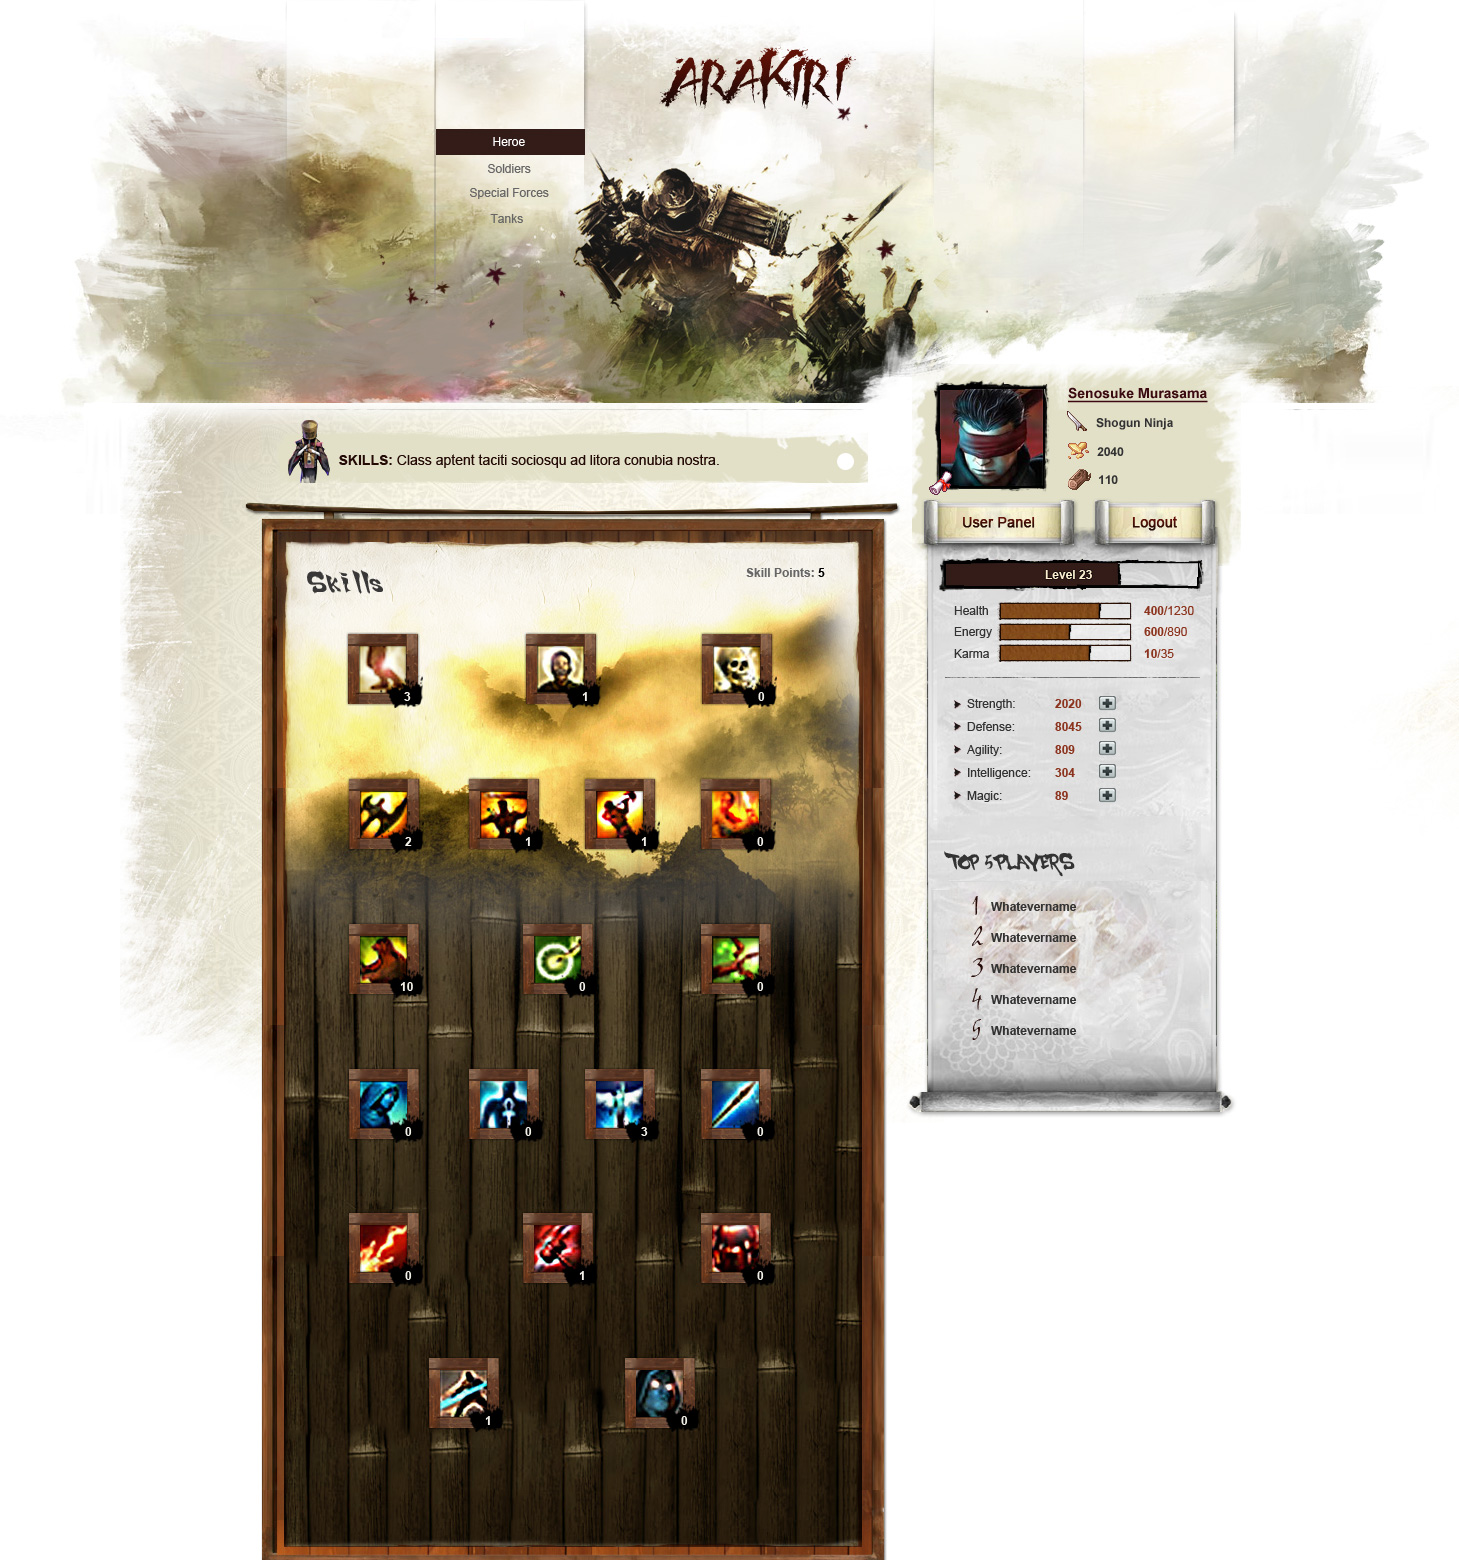 ARAKIRI
Heroe
Soldiers
Special Forces
Tanks
Senosuke Murasama
Shogun Ninja
2040
110
SKILLS: Class aptent taciti sociosqu ad litora conubia nostra.
User Panel
Logout
Skills
Skill Points: 5
3
1
0
2
1
1
0
10
0
0
0
0
3
0
0
1
0
1
0
Level 23
Health 400/1230
Energy 600/890
Karma 10/35
Strength: 2020
Defense: 8045
Agility: 809
Intelligence: 304
Magic: 89
TOP 5 PLAYERS
1 Whatevername
2 Whatevername
3 Whatevername
4 Whatevername
5 Whatevername